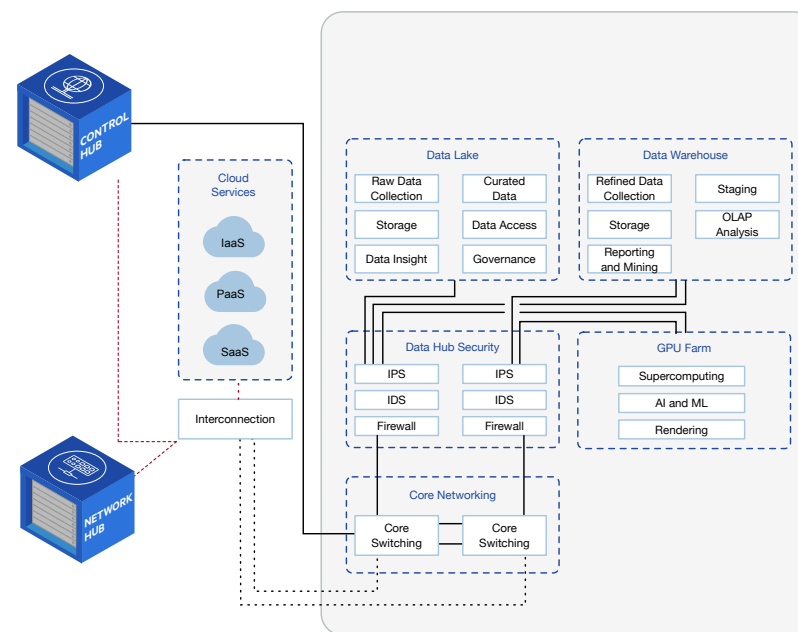 CONTROL
HUB
Cloud
Services
IaaS
PaaS
SaaS
Interconnection
NETWORK
HUB
Data Lake
Raw Data
Collection
Curated
Data
Storage
Data Access
Data Insight
Governance
Data Warehouse
Refined Data
Collection
Staging
Storage
OLAP
Analysis
Reporting
and Mining
Data Hub Security
IPS
IPS
IDS
IDS
Firewall
Firewall
GPU Farm
Supercomputing
AI and ML
Rendering
Core Networking
Core
Switching
Core
Switching